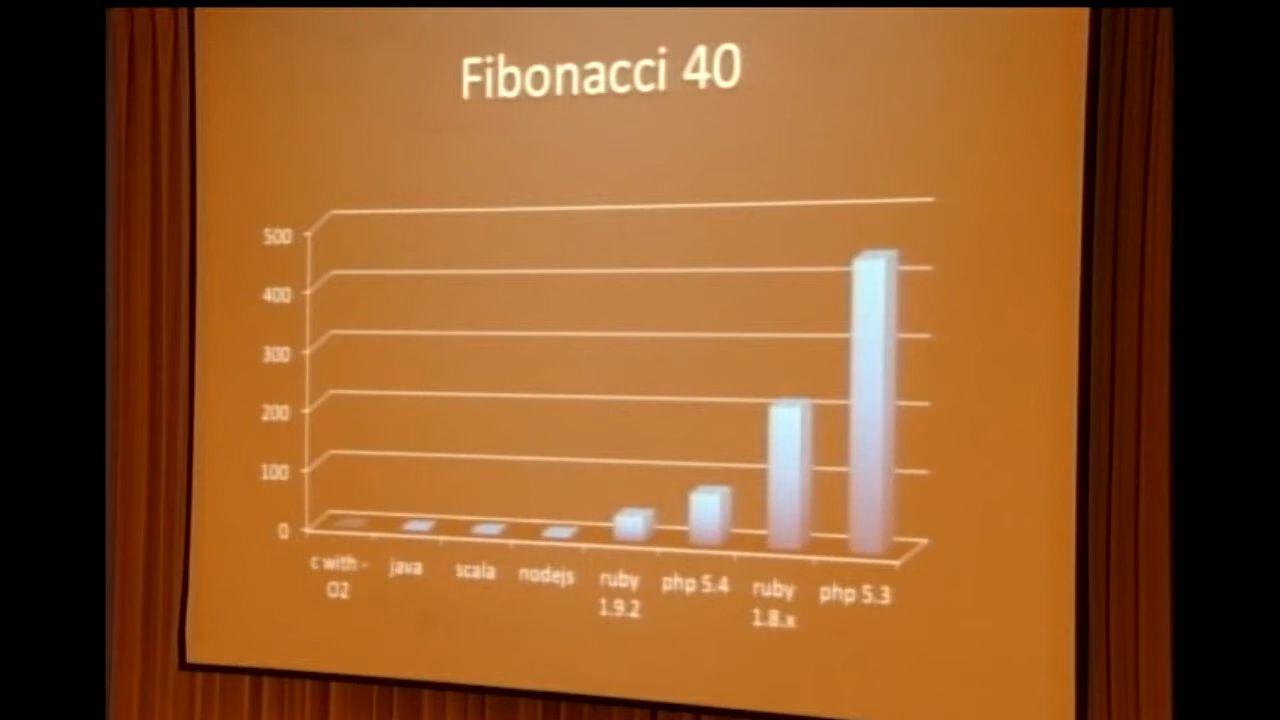 Fibonacci 40
500
400
300
200
100
0
c with -
O2
java
scala
nodejs
ruby
1.9.2
php 5.4
ruby
1.8.x
php 5.3